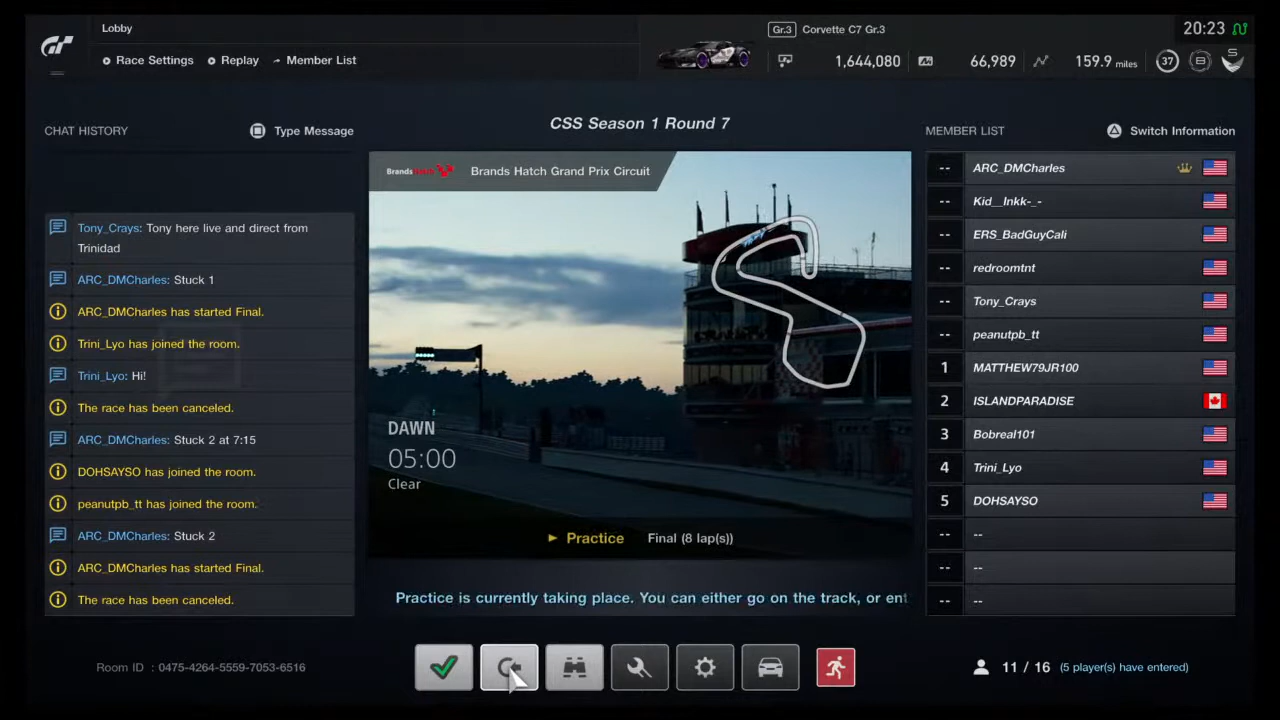 Lobby
Gr.3 Corvette C7 Gr.3
20:23
Race Settings Replay Member List
1,644,080 66,989 159.9 miles 37 B S
CSS Season 1 Round 7
CHAT HISTORY Type Message
MEMBER LIST Switch Information
Brands Hatch Grand Prix Circuit
Tony_Crays: Tony here live and direct from
Trinidad
ARC_DMCharles: Stuck 1
ARC_DMCharles has started Final.
Trini_Lyo has joined the room.
Trini_Lyo: Hi!
The race has been canceled.
ARC_DMCharles: Stuck 2 at 7:15
DOHSAYSO has joined the room.
peanutpb_tt has joined the room.
ARC_DMCharles: Stuck 2
ARC_DMCharles has started Final.
The race has been canceled.
DAWN
05:00
Clear
Practice Final (8 lap(s))
Practice is currently taking place. You can either go on the track, or ent
-- ARC_DMCharles
-- Kid__Inkk-_-
-- ERS_BadGuyCali
-- redroomtnt
-- Tony_Crays
-- peanutpb_tt
1 MATTHEW79JR100
2 ISLANDPARADISE
3 Bobreal101
4 Trini_Lyo
5 DOHSAYSO
-- --
-- --
-- --
Room ID : 0475-4264-5559-7053-6516
11 / 16 (5 player(s) have entered)